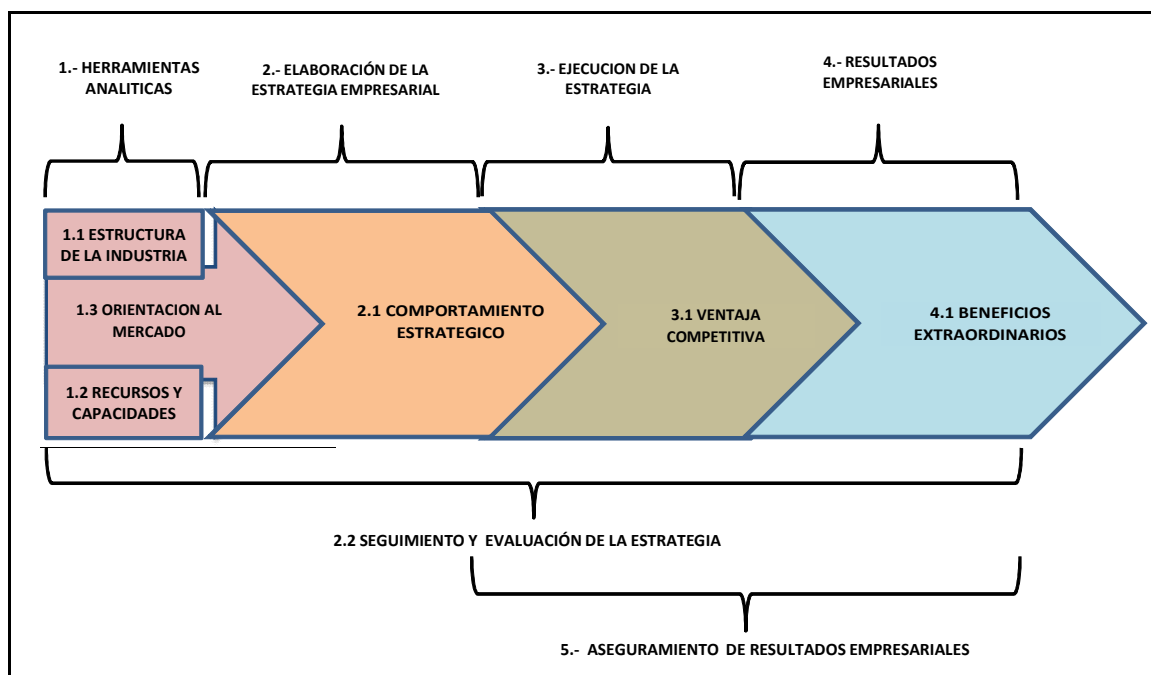 1.- HERRAMIENTAS
ANALITICAS
2.- ELABORACIÓN DE LA
ESTRATEGIA EMPRESARIAL
3.- EJECUCION DE LA
ESTRATEGIA
4.- RESULTADOS
EMPRESARIALES
1.1 ESTRUCTURA
DE LA INDUSTRIA
1.3 ORIENTACION AL
MERCADO
1.2 RECURSOS Y
CAPACIDADES
2.1 COMPORTAMIENTO
ESTRATEGICO
3.1 VENTAJA
COMPETITIVA
4.1 BENEFICIOS
EXTRAORDINARIOS
2.2 SEGUIMIENTO Y EVALUACIÓN DE LA ESTRATEGIA
5.- ASEGURAMIENTO DE RESULTADOS EMPRESARIALES